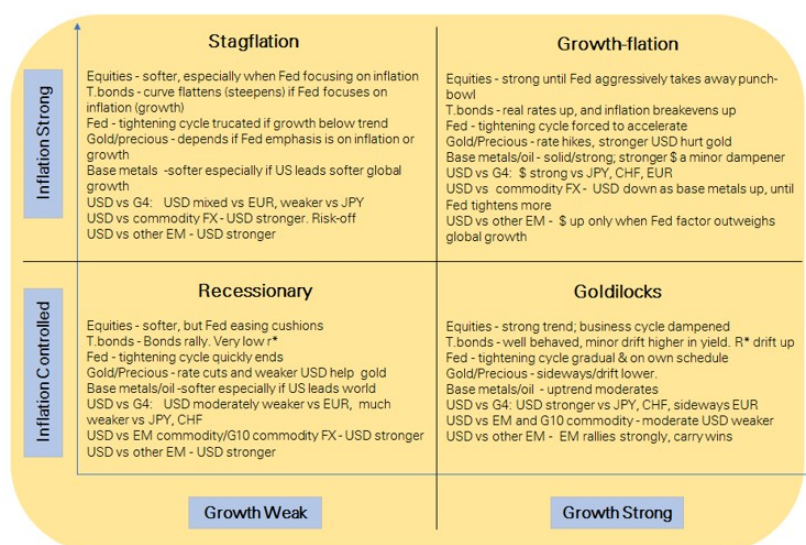 Stagflation
Equities - softer, especially when Fed focusing on inflation
T.bonds - curve flattens (steepens) if Fed focuses on
inflation (growth)
Fed - tightening cycle trucated if growth below trend
Gold/precious - depends if Fed emphasis is on inflation or
growth
Base metals -softer especially if US leads softer global
growth
USD vs G4: USD mixed vs EUR, weaker vs JPY
USD vs commodity FX - USD stronger. Risk-off
USD vs other EM - USD stronger
Growth-flation
Equities - strong until Fed aggressively takes away punch-
bowl
T.bonds - real rates up, and inflation breakevens up
Fed - tightening cycle forced to accelerate
Gold/Precious - rate hikes, stronger USD hurt gold
Base metals/oil - solid/strong; stronger $ a minor dampener
USD vs G4: $ strong vs JPY, CHF, EUR
USD vs commodity FX - USD down as base metals up, until
Fed tightens more
USD vs other EM - $ up only when Fed factor outweighs
global growth
Inflation Strong
Recessionary
Equities - softer, but Fed easing cushions
T.bonds - Bonds rally. Very low r*
Fed - tightening cycle quickly ends
Gold/Precious - rate cuts and weaker USD help gold
Base metals/oil -softer especially if US leads world
USD vs G4: USD moderately weaker vs EUR, much
weaker vs JPY, CHF
USD vs EM commodity/G10 commodity FX - USD stronger
USD vs other EM - USD stronger
Goldilocks
Equities - strong trend; business cycle dampened
T.bonds - well behaved, minor drift higher in yield. R* drift up
Fed - tightening cycle gradual & on own schedule
Gold/Precious - sideways/drift lower.
Base metals/oil - uptrend moderates
USD vs G4: USD stronger vs JPY, CHF, sideways EUR
USD vs EM and G10 commodity - moderate USD weaker
USD vs other EM - EM rallies strongly, carry wins
Inflation Controlled
Growth Weak
Growth Strong